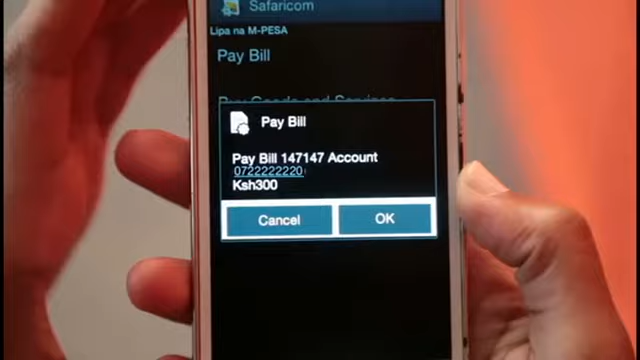 Safaricom
Lipa na M-PESA
Pay Bill
Pay Goods and Services
Pay Bill
Pay Bill 147147 Account
0722222220
Ksh300
Cancel
OK